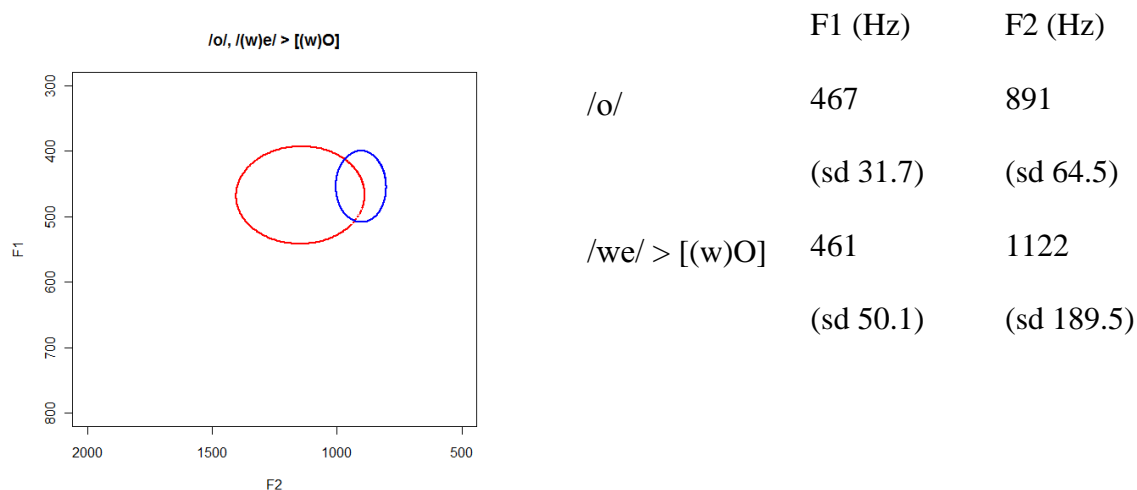 /o/, /(w)e/ > [(w)O]
300
400
500
600
700
800
F1
2000
1500
1000
500
F2
F1 (Hz) F2 (Hz)
/o/ 467 891
(sd 31.7) (sd 64.5)
/we/ > [(w)O] 461 1122
(sd 50.1) (sd 189.5)